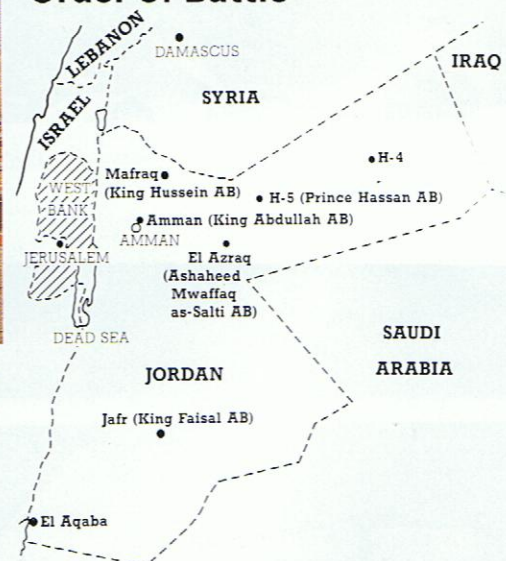 Order of Battle
LEBANON
DAMASCUS
IRAQ
SYRIA
ISRAEL
H-4
Mafraq
(King Hussein AB)
WEST
BANK
H-5 (Prince Hassan AB)
Amman (King Abdullah AB)
AMMAN
JERUSALEM
El Azraq
(Ashaheed
Mwaffaq
as-Salti AB)
DEAD SEA
SAUDI
ARABIA
JORDAN
Jafr (King Faisal AB)
El Aqaba